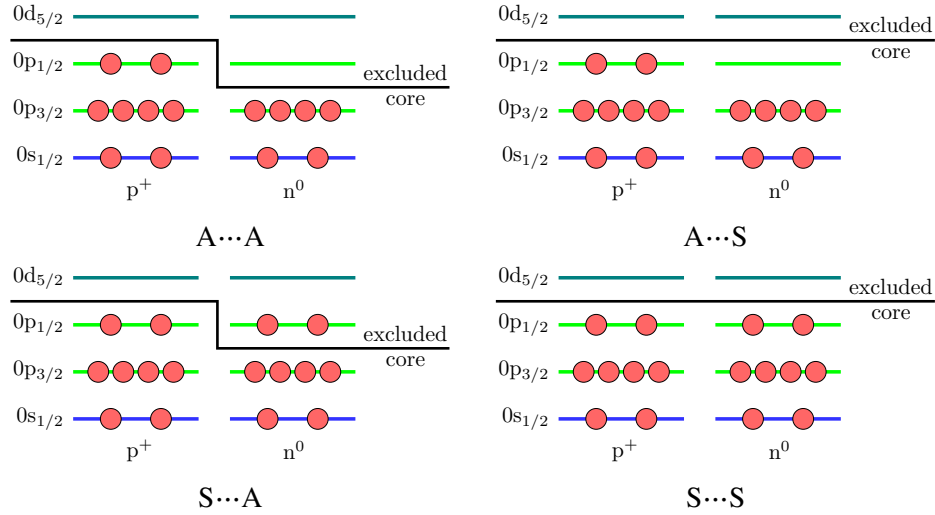 0d5/2
0p1/2
excluded
core
0p3/2
0s1/2
p+
n0
A···A
0d5/2
excluded
0p1/2
core
0p3/2
0s1/2
p+
n0
A···S
0d5/2
0p1/2
excluded
core
0p3/2
0s1/2
p+
n0
S···A
0d5/2
excluded
0p1/2
core
0p3/2
0s1/2
p+
n0
S···S